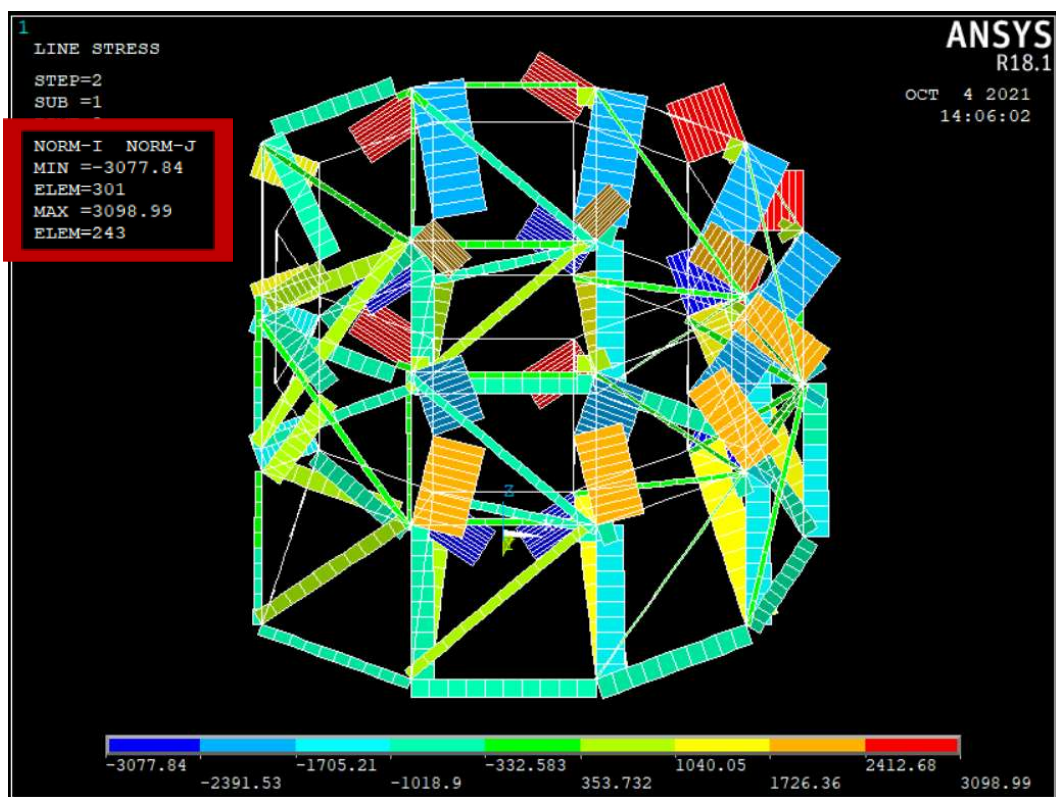 1
LINE STRESS
ANSYS
R18.1
STEP=2
SUB =1
OCT 4 2021
14:06:02
NORM-I NORM-J
MIN =-3077.84
ELEM=301
MAX =3098.99
ELEM=243
Z
-3077.84 -1705.21 -332.583 1040.05 2412.68
-2391.53 -1018.9 353.732 1726.36 3098.99